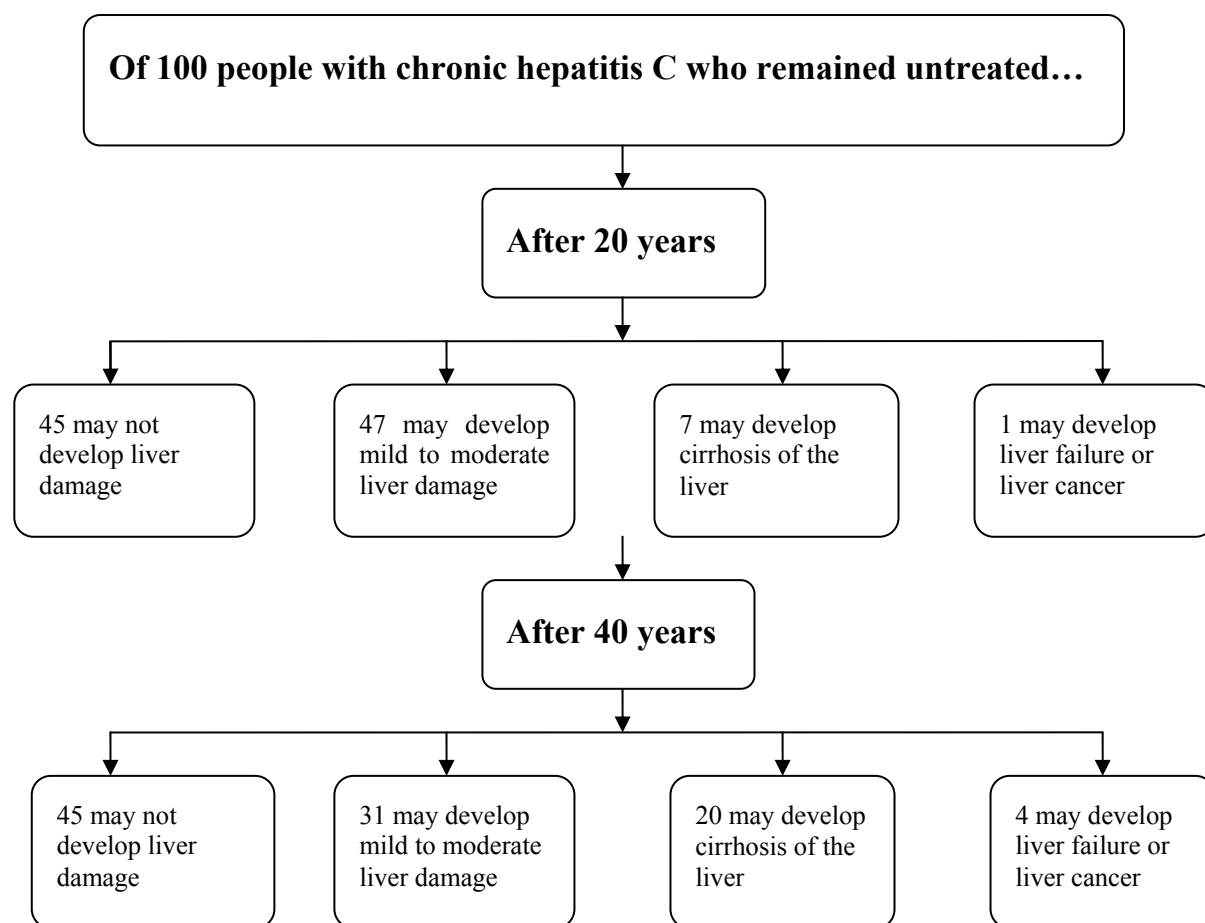 Of 100 people with chronic hepatitis C who remained untreated…
After 20 years
45 may not
develop liver
damage
47 may develop
mild to moderate
liver damage
7 may develop
cirrhosis of the
liver
1 may develop
liver failure or
liver cancer
After 40 years
45 may not
develop liver
damage
31 may develop
mild to moderate
liver damage
20 may develop
cirrhosis of the
liver
4 may develop
liver failure or
liver cancer